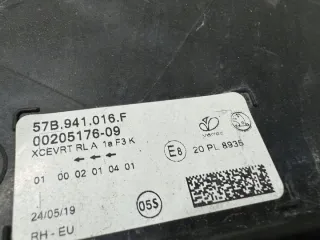 57B.941.016.F
00205176-09
XCEVRT RL A 1a F3 K
←←←
01 00 02 01 04 01
E8
20 PL 8935
24/05/19
05S
RH - EU